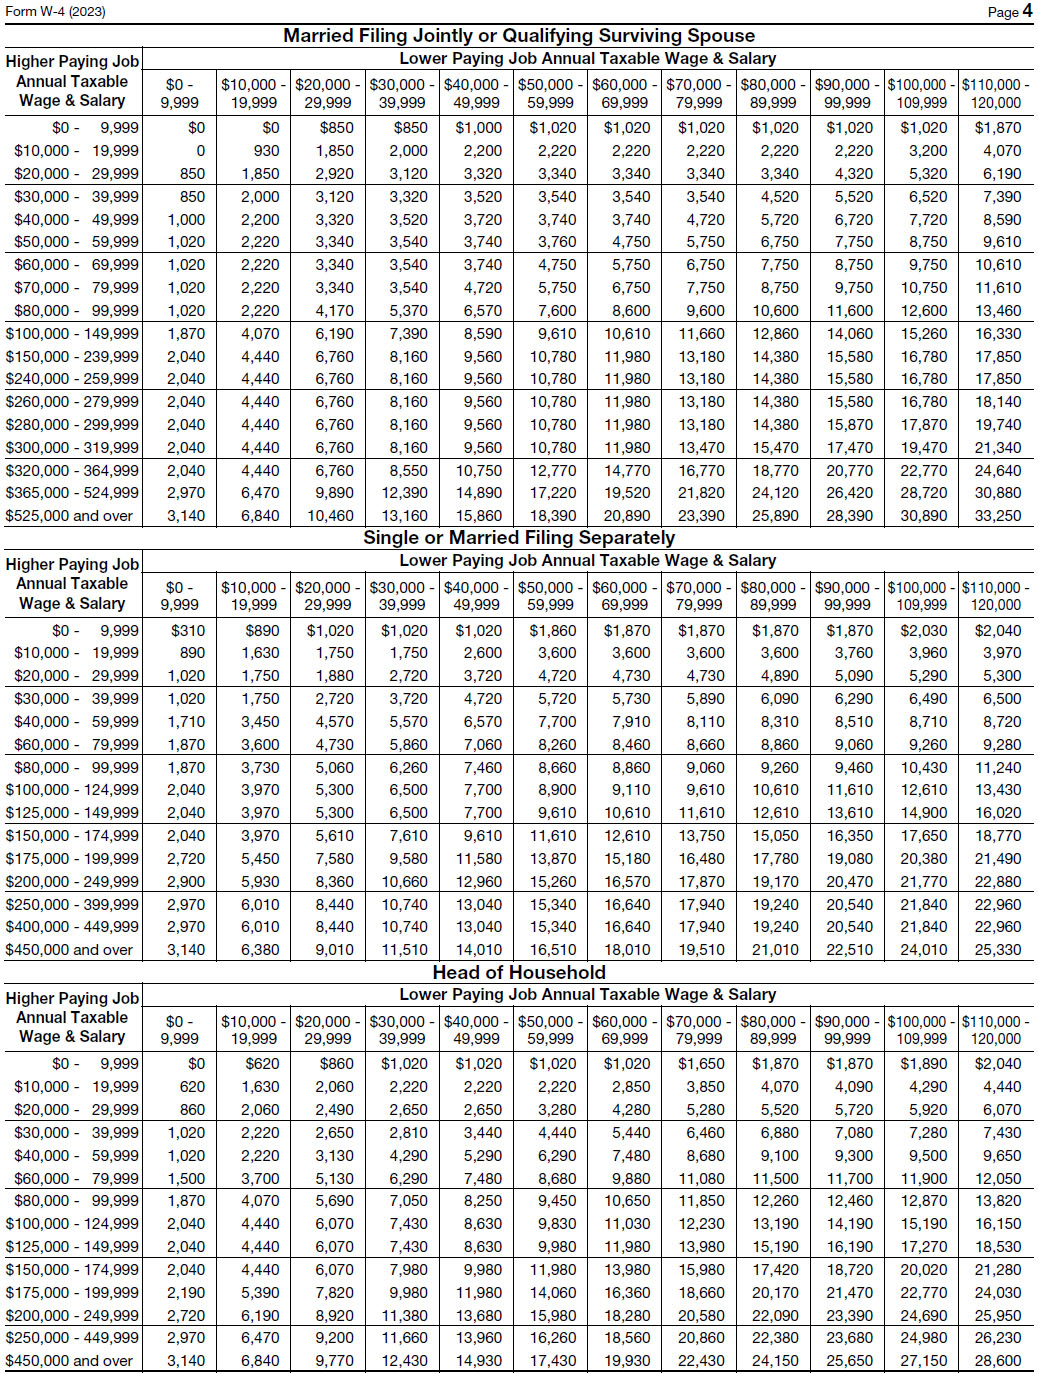 Form W-4 (2023) Page 4
Married Filing Jointly or Qualifying Surviving Spouse
Higher Paying Job Annual Taxable Wage & Salary
Lower Paying Job Annual Taxable Wage & Salary
$0 - 9,999 $10,000 - 19,999 $20,000 - 29,999 $30,000 - 39,999 $40,000 - 49,999 $50,000 - 59,999 $60,000 - 69,999 $70,000 - 79,999 $80,000 - 89,999 $90,000 - 99,999 $100,000 - 109,999 $110,000 - 120,000
$0 - 9,999 $0 $0 $850 $850 $1,000 $1,020 $1,020 $1,020 $1,020 $1,020 $1,020 $1,870
$10,000 - 19,999 0 930 1,850 2,000 2,200 2,220 2,220 2,220 2,220 2,220 3,200 4,070
$20,000 - 29,999 850 1,850 2,920 3,120 3,320 3,340 3,340 3,340 3,340 4,320 5,320 6,190
$30,000 - 39,999 850 2,000 3,120 3,320 3,520 3,540 3,540 3,540 4,520 5,520 6,520 7,390
$40,000 - 49,999 1,000 2,200 3,320 3,520 3,720 3,740 3,740 4,720 5,720 6,720 7,720 8,590
$50,000 - 59,999 1,020 2,220 3,340 3,540 3,740 3,760 4,750 5,750 6,750 7,750 8,750 9,610
$60,000 - 69,999 1,020 2,220 3,340 3,540 3,740 4,750 5,750 6,750 7,750 8,750 9,750 10,610
$70,000 - 79,999 1,020 2,220 3,340 3,540 4,720 5,750 6,750 7,750 8,750 9,750 10,750 11,610
$80,000 - 99,999 1,020 2,220 4,170 5,370 6,570 7,600 8,600 9,600 10,600 11,600 12,600 13,460
$100,000 - 149,999 1,870 4,070 6,190 7,390 8,590 9,610 10,610 11,660 12,860 14,060 15,260 16,330
$150,000 - 239,999 2,040 4,440 6,760 8,160 9,560 10,780 11,980 13,180 14,380 15,580 16,780 17,850
$240,000 - 259,999 2,040 4,440 6,760 8,160 9,560 10,780 11,980 13,180 14,380 15,580 16,780 17,850
$260,000 - 279,999 2,040 4,440 6,760 8,160 9,560 10,780 11,980 13,180 14,380 15,580 16,780 18,140
$280,000 - 299,999 2,040 4,440 6,760 8,160 9,560 10,780 11,980 13,180 14,380 15,870 17,870 19,740
$300,000 - 319,999 2,040 4,440 6,760 8,160 9,560 10,780 11,980 13,470 15,470 17,470 19,470 21,340
$320,000 - 364,999 2,040 4,440 6,760 8,550 10,750 12,770 14,770 16,770 18,770 20,770 22,770 24,640
$365,000 - 524,999 2,970 6,470 9,890 12,390 14,890 17,220 19,520 21,820 24,120 26,420 28,720 30,880
$525,000 and over 3,140 6,840 10,460 13,160 15,860 18,390 20,890 23,390 25,890 28,390 30,890 33,250
Single or Married Filing Separately
Higher Paying Job Annual Taxable Wage & Salary
Lower Paying Job Annual Taxable Wage & Salary
$0 - 9,999 $10,000 - 19,999 $20,000 - 29,999 $30,000 - 39,999 $40,000 - 49,999 $50,000 - 59,999 $60,000 - 69,999 $70,000 - 79,999 $80,000 - 89,999 $90,000 - 99,999 $100,000 - 109,999 $110,000 - 120,000
$0 - 9,999 $310 $890 $1,020 $1,020 $1,020 $1,860 $1,870 $1,870 $1,870 $1,870 $2,030 $2,040
$10,000 - 19,999 890 1,630 1,750 1,750 2,600 3,600 3,600 3,600 3,600 3,760 3,960 3,970
$20,000 - 29,999 1,020 1,750 1,880 2,720 3,720 4,720 4,730 4,730 4,890 5,090 5,290 5,300
$30,000 - 39,999 1,020 1,750 2,720 3,720 4,720 5,720 5,730 5,890 6,090 6,290 6,490 6,500
$40,000 - 59,999 1,710 3,450 4,570 5,570 6,570 7,700 7,910 8,110 8,310 8,510 8,710 8,720
$60,000 - 79,999 1,870 3,600 4,730 5,860 7,060 8,260 8,460 8,660 8,860 9,060 9,260 9,280
$80,000 - 99,999 1,870 3,730 5,060 6,260 7,460 8,660 8,860 9,060 9,260 9,460 10,430 11,240
$100,000 - 124,999 2,040 3,970 5,300 6,500 7,700 8,900 9,110 9,610 10,610 11,610 12,610 13,430
$125,000 - 149,999 2,040 3,970 5,300 6,500 7,700 9,610 10,610 11,610 12,610 13,610 14,900 16,020
$150,000 - 174,999 2,040 3,970 5,610 7,610 9,610 11,610 12,610 13,750 15,050 16,350 17,650 18,770
$175,000 - 199,999 2,720 5,450 7,580 9,580 11,580 13,870 15,180 16,480 17,780 19,080 20,380 21,490
$200,000 - 249,999 2,900 5,930 8,360 10,660 12,960 15,260 16,570 17,870 19,170 20,470 21,770 22,880
$250,000 - 399,999 2,970 6,010 8,440 10,740 13,040 15,340 16,640 17,940 19,240 20,540 21,840 22,960
$400,000 - 449,999 2,970 6,010 8,440 10,740 13,040 15,340 16,640 17,940 19,240 20,540 21,840 22,960
$450,000 and over 3,140 6,380 9,010 11,510 14,010 16,510 18,010 19,510 21,010 22,510 24,010 25,330
Head of Household
Higher Paying Job Annual Taxable Wage & Salary
Lower Paying Job Annual Taxable Wage & Salary
$0 - 9,999 $10,000 - 19,999 $20,000 - 29,999 $30,000 - 39,999 $40,000 - 49,999 $50,000 - 59,999 $60,000 - 69,999 $70,000 - 79,999 $80,000 - 89,999 $90,000 - 99,999 $100,000 - 109,999 $110,000 - 120,000
$0 - 9,999 $0 $620 $860 $1,020 $1,020 $1,020 $1,020 $1,650 $1,870 $1,870 $1,890 $2,040
$10,000 - 19,999 620 1,630 2,060 2,220 2,220 2,220 2,850 3,850 4,070 4,090 4,290 4,440
$20,000 - 29,999 860 2,060 2,490 2,650 2,650 3,280 4,280 5,280 5,520 5,720 5,920 6,070
$30,000 - 39,999 1,020 2,220 2,650 2,810 3,440 4,440 5,440 6,460 6,880 7,080 7,280 7,430
$40,000 - 59,999 1,020 2,220 3,130 4,290 5,290 6,290 7,480 8,680 9,100 9,300 9,500 9,650
$60,000 - 79,999 1,500 3,700 5,130 6,290 7,480 8,680 9,880 11,080 11,500 11,700 11,900 12,050
$80,000 - 99,999 1,870 4,070 5,690 7,050 8,250 9,450 10,650 11,850 12,260 12,460 12,870 13,820
$100,000 - 124,999 2,040 4,440 6,070 7,430 8,630 9,830 11,030 12,230 13,190 14,190 15,190 16,150
$125,000 - 149,999 2,040 4,440 6,070 7,430 8,630 9,980 11,980 13,980 15,190 16,190 17,270 18,530
$150,000 - 174,999 2,040 4,440 6,070 7,980 9,980 11,980 13,980 15,980 17,420 18,720 20,020 21,280
$175,000 - 199,999 2,190 5,390 7,820 9,980 11,980 14,060 16,360 18,660 20,170 21,470 22,770 24,030
$200,000 - 249,999 2,720 6,190 8,920 11,380 13,680 15,980 18,280 20,580 22,090 23,390 24,690 25,950
$250,000 - 449,999 2,970 6,470 9,200 11,660 13,960 16,260 18,560 20,860 22,380 23,680 24,980 26,230
$450,000 and over 3,140 6,840 9,770 12,430 14,930 17,430 19,930 22,430 24,150 25,650 27,150 28,600